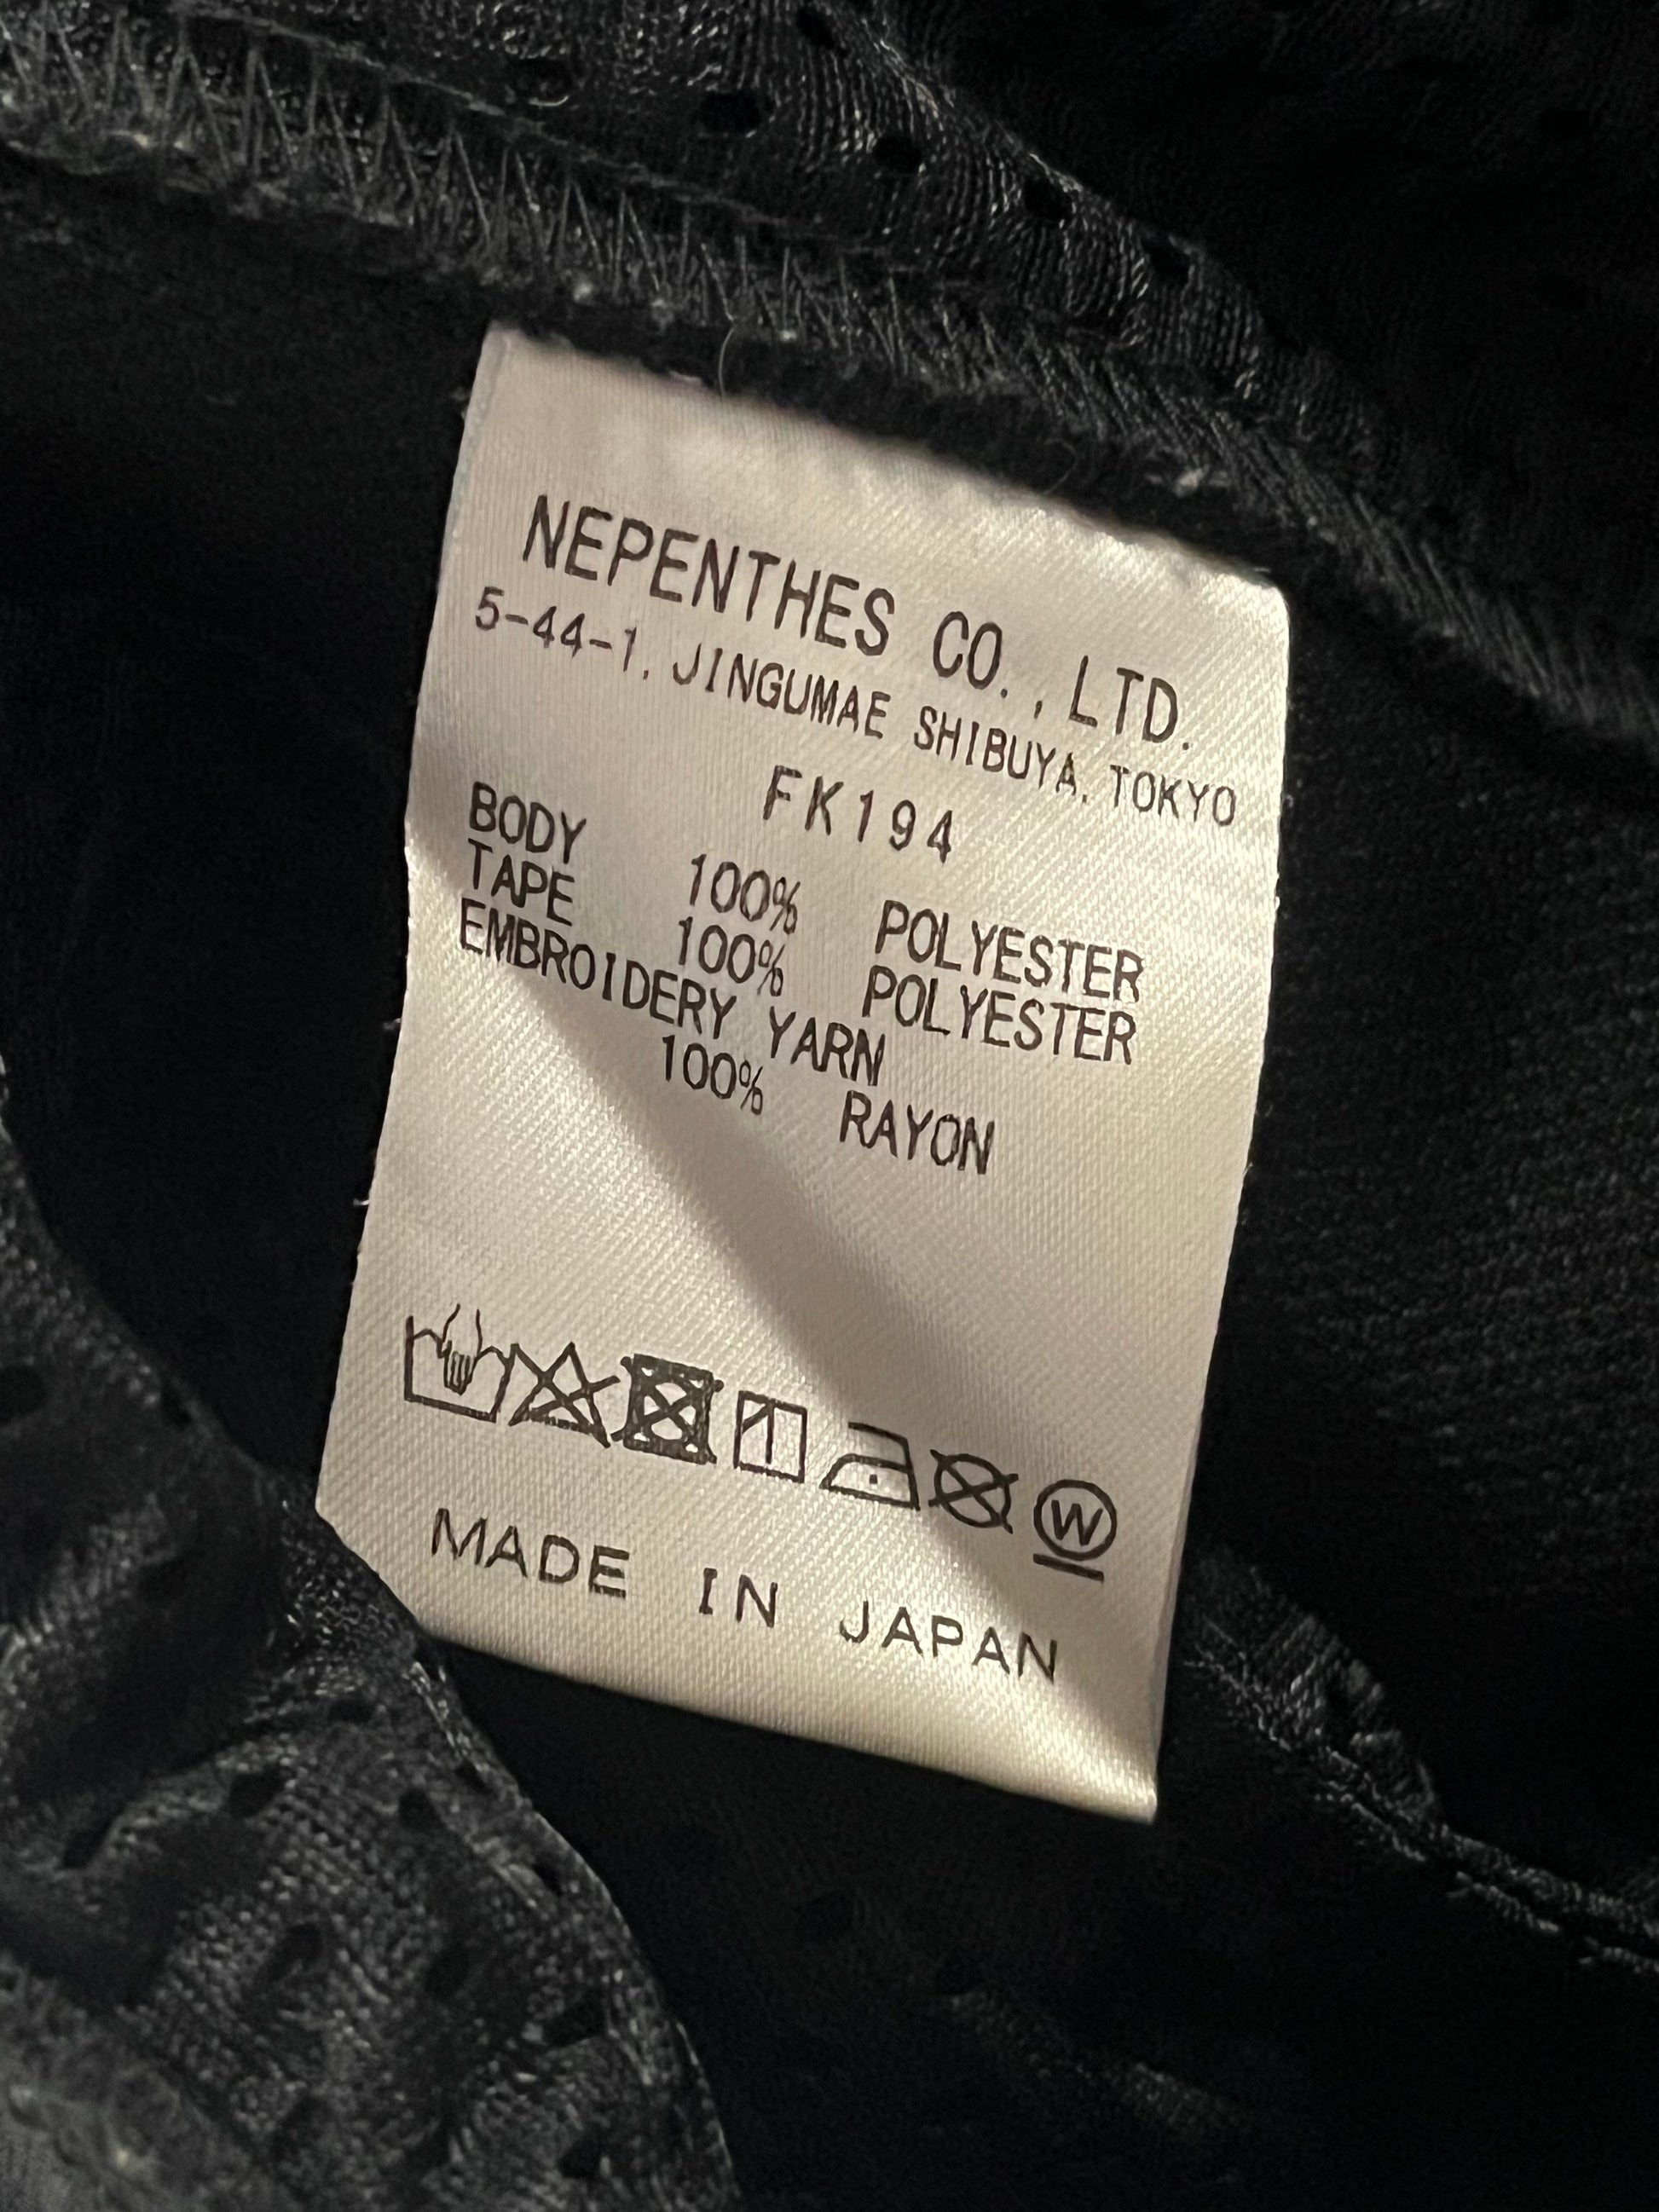 NEPENTHES CO., LTD.
5-44-1, JINGUMAE SHIBUYA, TOKYO
FK194
BODY 100% POLYESTER
TAPE 100% POLYESTER
EMBROIDERY YARN
100% RAYON
W
MADE IN JAPAN